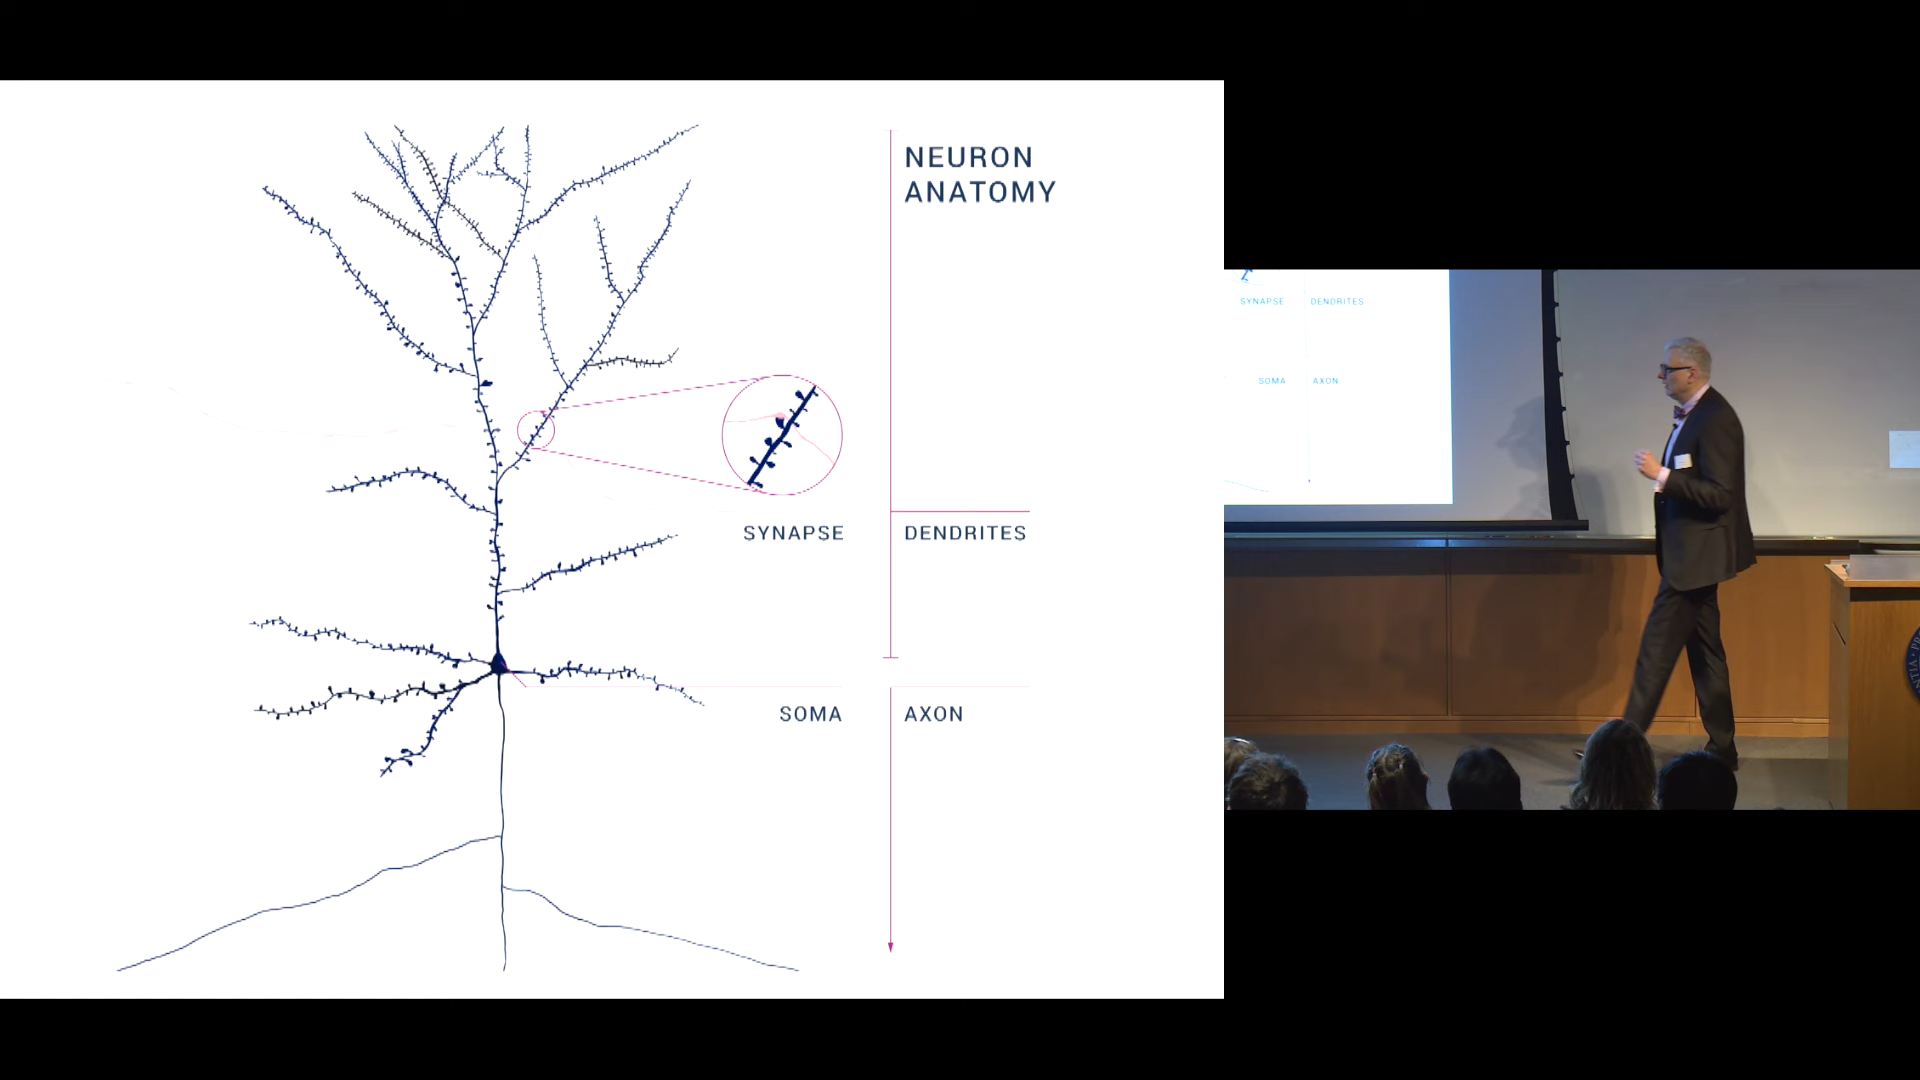 NEURON
ANATOMY
SYNAPSE
DENDRITES
SOMA
AXON
SYNAPSE
DENDRITES
SOMA
AXON